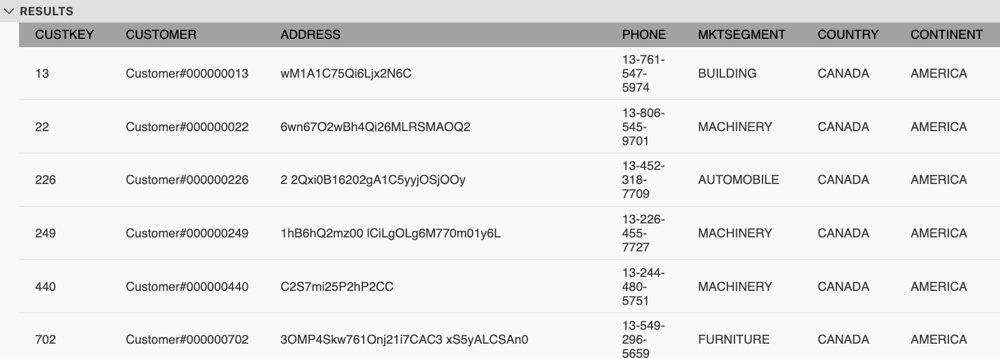 RESULTS
CUSTKEY CUSTOMER ADDRESS PHONE MKTSEGMENT COUNTRY CONTINENT
13 Customer#000000013 wM1A1C75Qi6Ljx2N6C 13-761-547-5974 BUILDING CANADA AMERICA
22 Customer#000000022 6wn67O2wBh4Qi26MLRSMAOQ2 13-806-545-9701 MACHINERY CANADA AMERICA
226 Customer#000000226 2 2Qxi0B16202gA1C5yyjOSjOOy 13-452-318-7709 AUTOMOBILE CANADA AMERICA
249 Customer#000000249 1hB6hQ2mz00 lCiLgOLg6M770m01y6L 13-226-455-7727 MACHINERY CANADA AMERICA
440 Customer#000000440 C2S7mi25P2hP2CC 13-244-480-5751 MACHINERY CANADA AMERICA
702 Customer#000000702 3OMP4Skw761Onj21i7CAC3 xS5yALCSAn0 13-549-296-5659 FURNITURE CANADA AMERICA